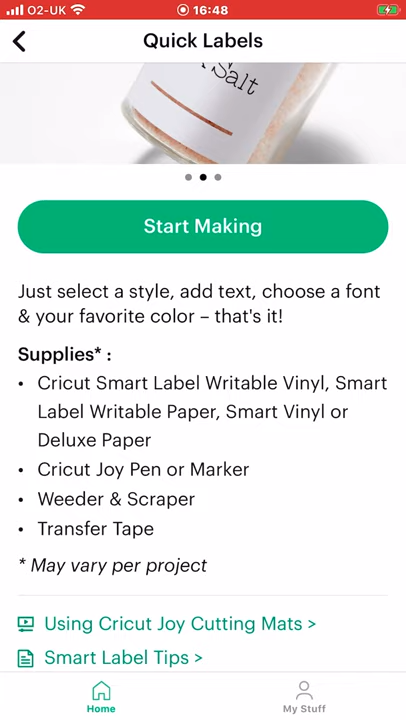 O2-UK 16:48
Quick Labels
Salt
Start Making
Just select a style, add text, choose a font
& your favorite color – that's it!
Supplies* :
• Cricut Smart Label Writable Vinyl, Smart
Label Writable Paper, Smart Vinyl or
Deluxe Paper
• Cricut Joy Pen or Marker
• Weeder & Scraper
• Transfer Tape
* May vary per project
Using Cricut Joy Cutting Mats >
Smart Label Tips >
Home My Stuff